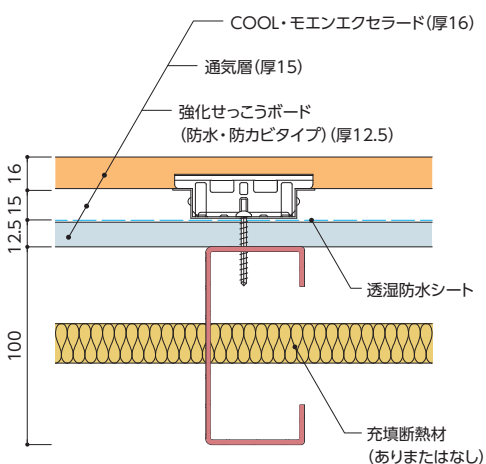 COOL・モエンエクセラード(厚16)
通気層(厚15)
強化せっこうボード
(防水・防カビタイプ)(厚12.5)
16
15
12.5
100
透湿防水シート
充填断熱材
(ありまたはなし)